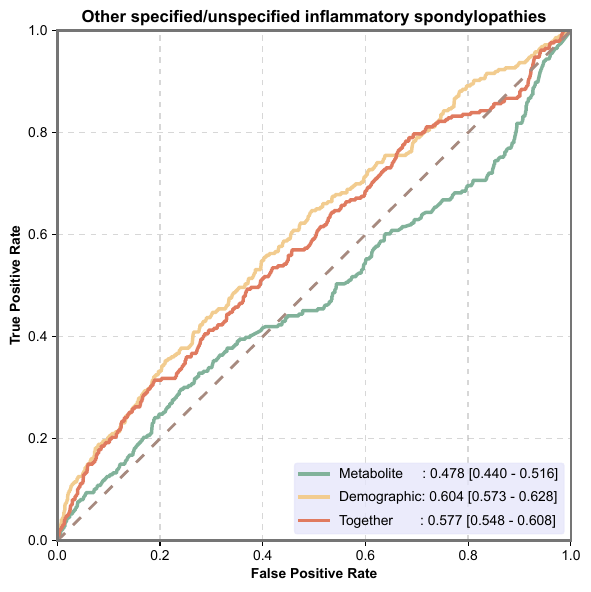 Other specified/unspecified inflammatory spondylopathies
1.0
0.8
0.6
0.4
0.2
0.0
True Positive Rate
Metabolite : 0.478 [0.440 - 0.516]
Demographic: 0.604 [0.573 - 0.628]
Together : 0.577 [0.548 - 0.608]
0.0 0.2 0.4 0.6 0.8 1.0
False Positive Rate